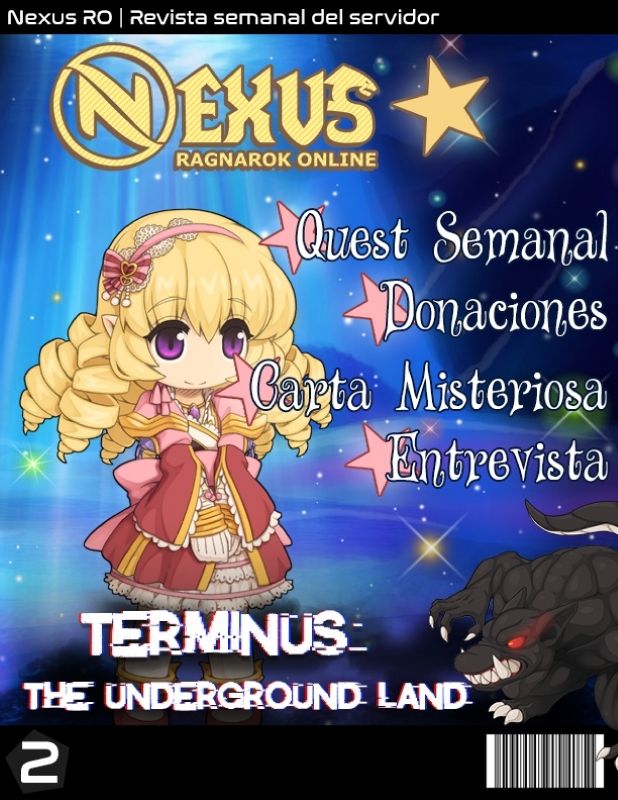 Nexus RO | Revista semanal del servidor
NEXUS
RAGNAROK ONLINE
Quest Semanal
Donaciones
Carta Misteriosa
Entrevista
TERMINUS:
THE UNDERGROUND LAND
2